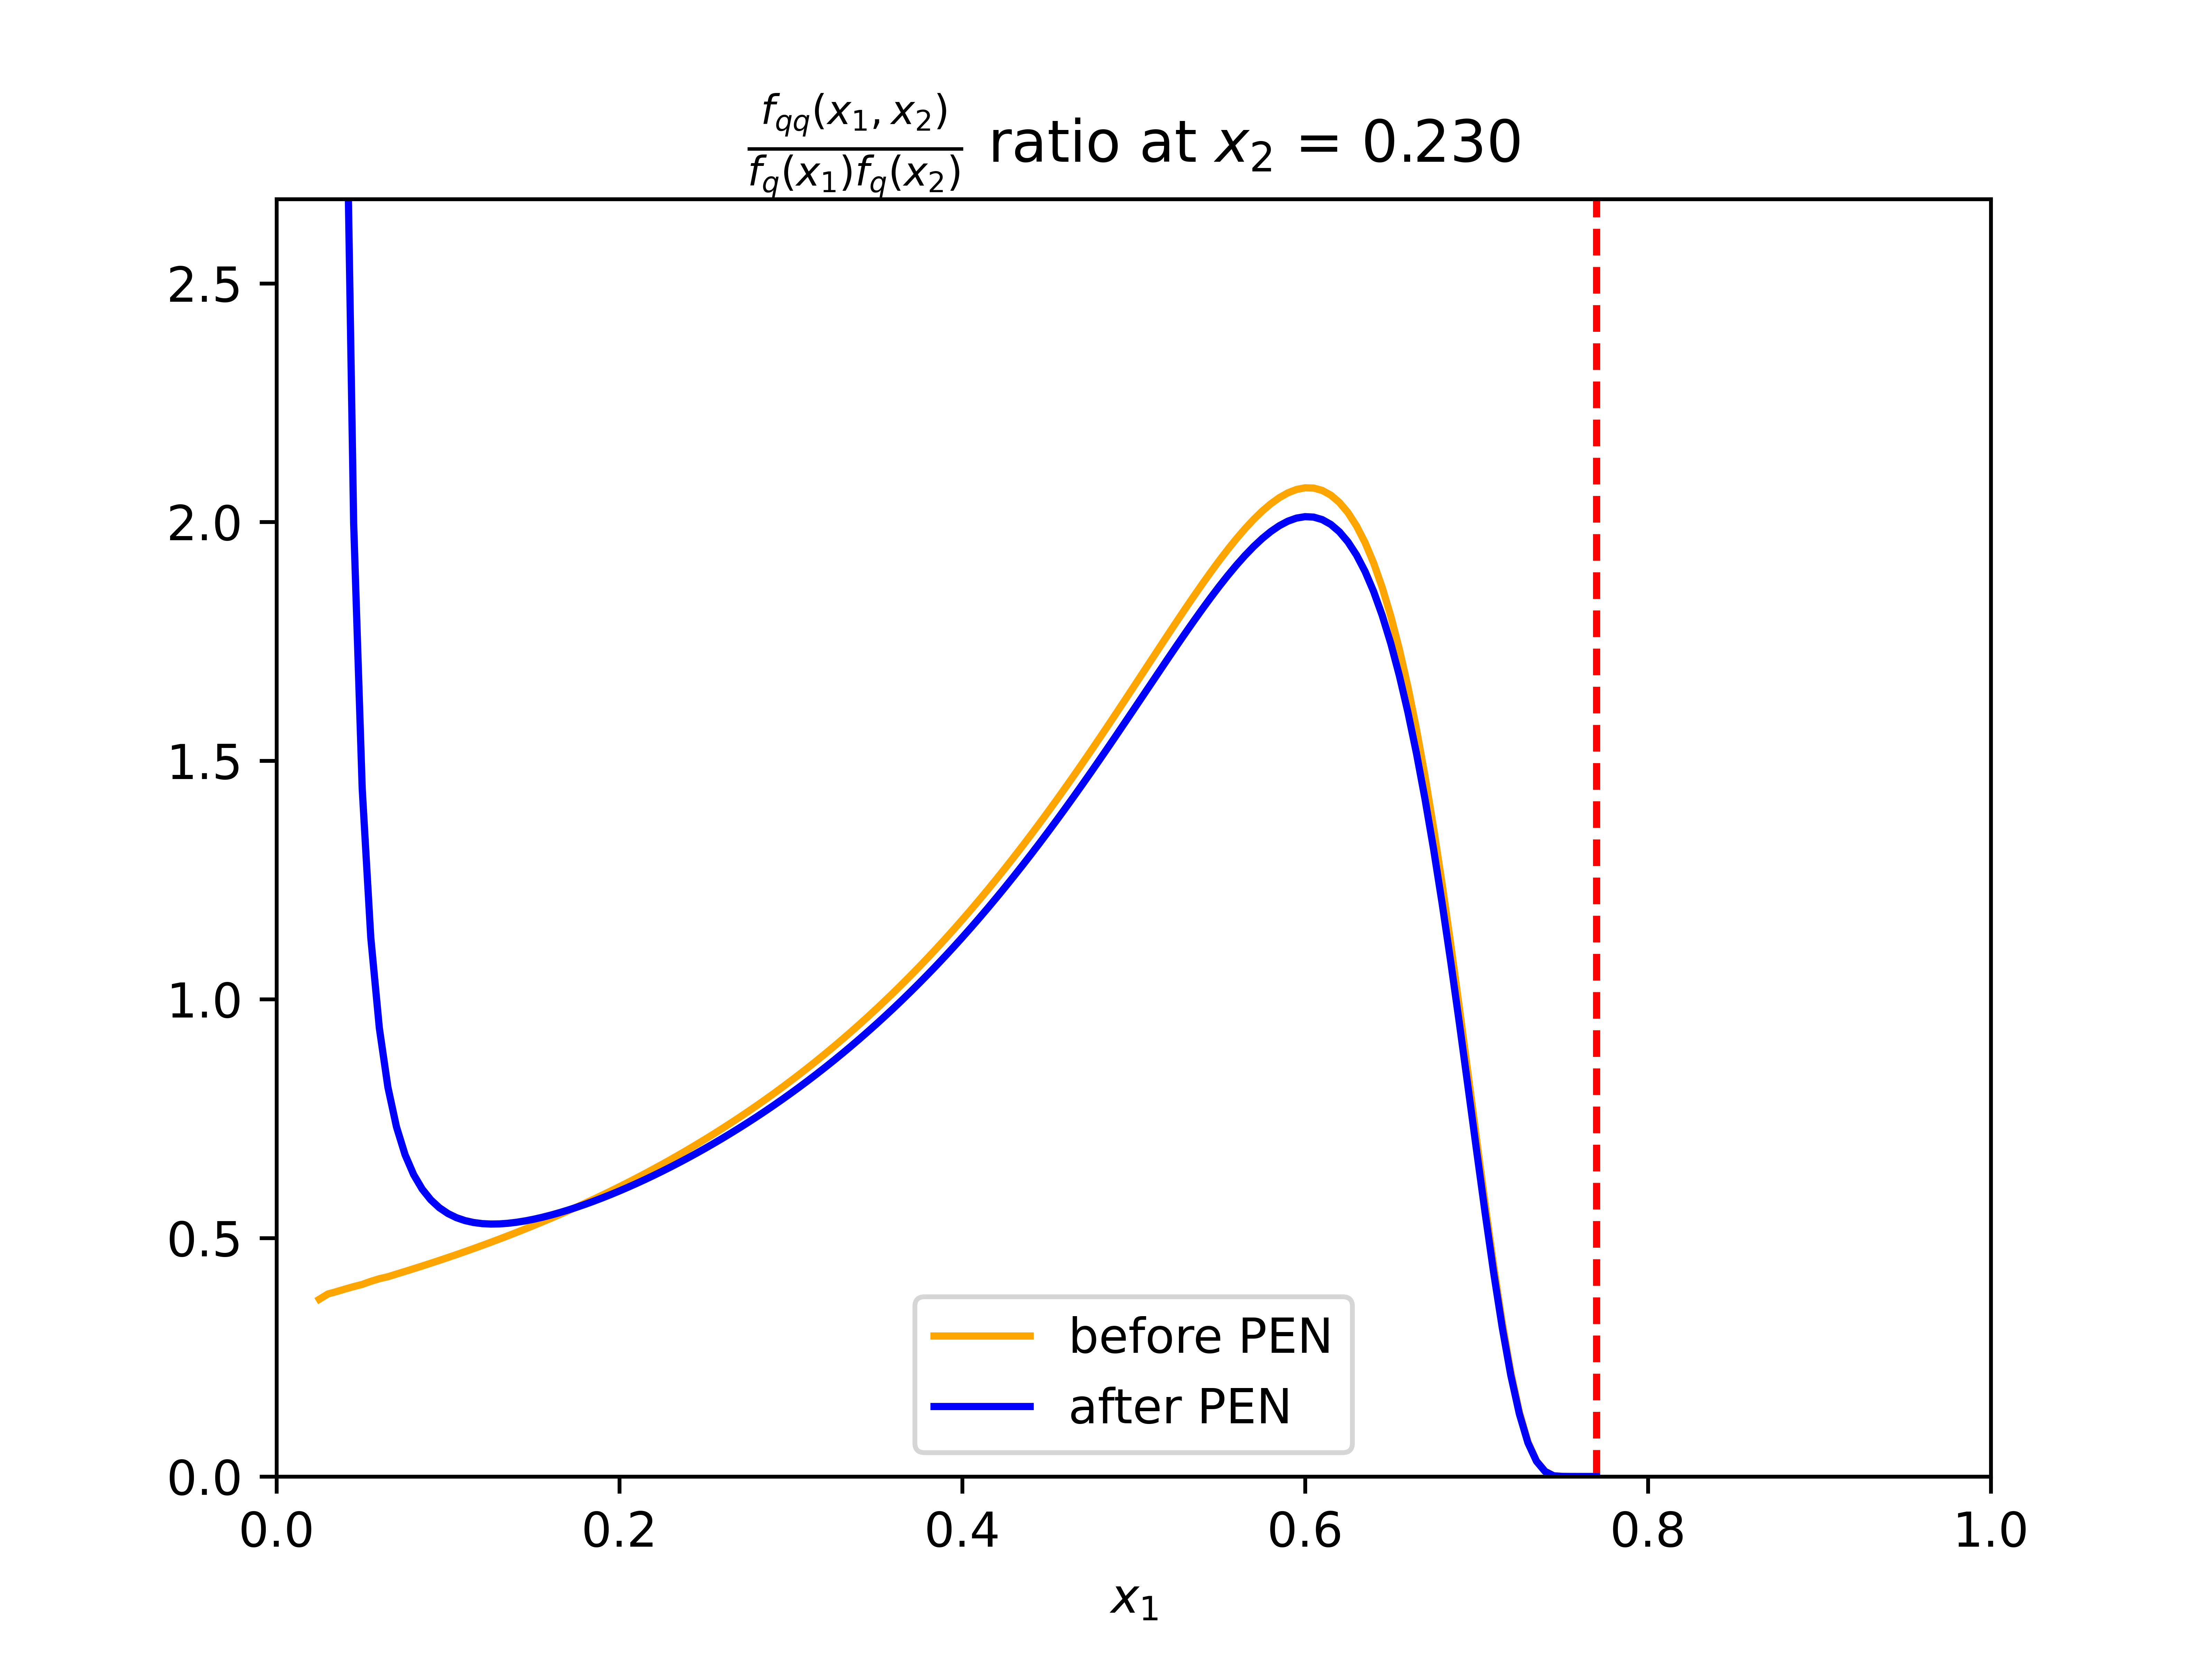 f_qq(x_1, x_2)
f_q(x_1) f_q(x_2) ratio at x_2 = 0.230
2.5
2.0
1.5
1.0
0.5
0.0
before PEN
after PEN
0.0 0.2 0.4 0.6 0.8 1.0
x_1